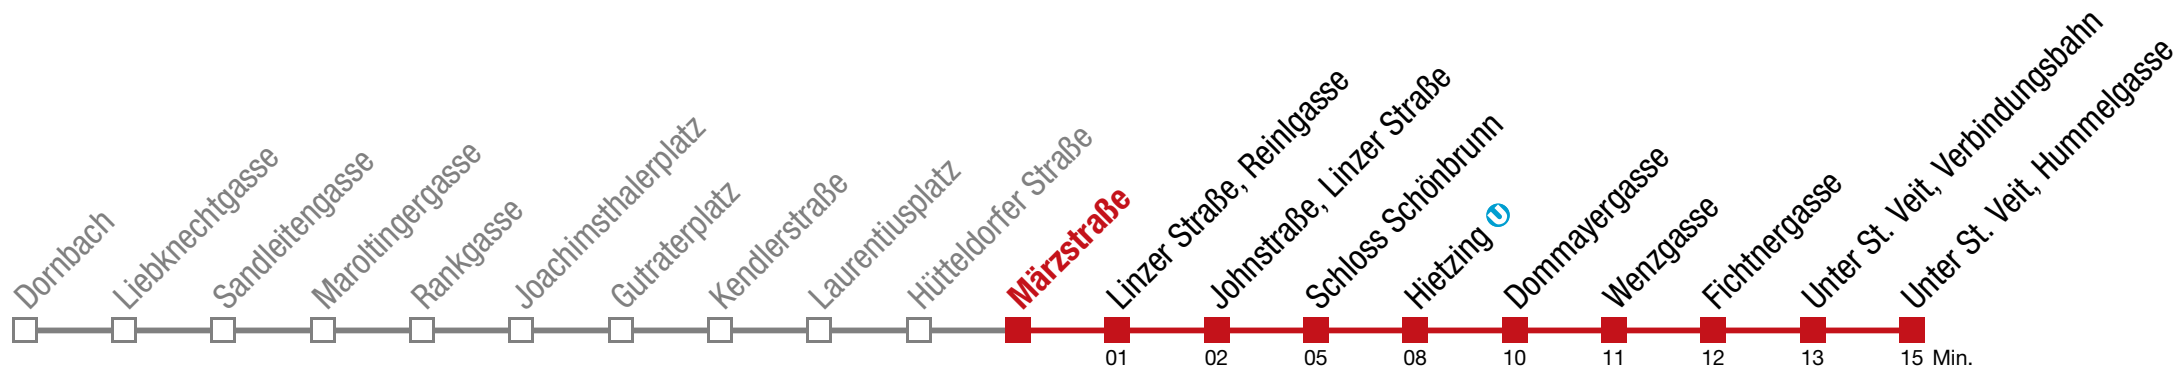 Dornbach
Liebknechtgasse
Sandleitengasse
Maroltingergasse
Rankgasse
Joachimsthalerplatz
Gutraterplatz
Kendlerstraße
Laurentiusplatz
Hütteldorfer Straße
Märzstraße
Linzer Straße, Reinlgasse
Johnstraße, Linzer Straße
Schloss Schönbrunn
Hietzing U
Dommayergasse
Wenzgasse
Fichtnergasse
Unter St. Veit, Verbindungsbahn
Unter St. Veit, Hummelgasse
01 02 05 08 10 11 12 13 15 Min.